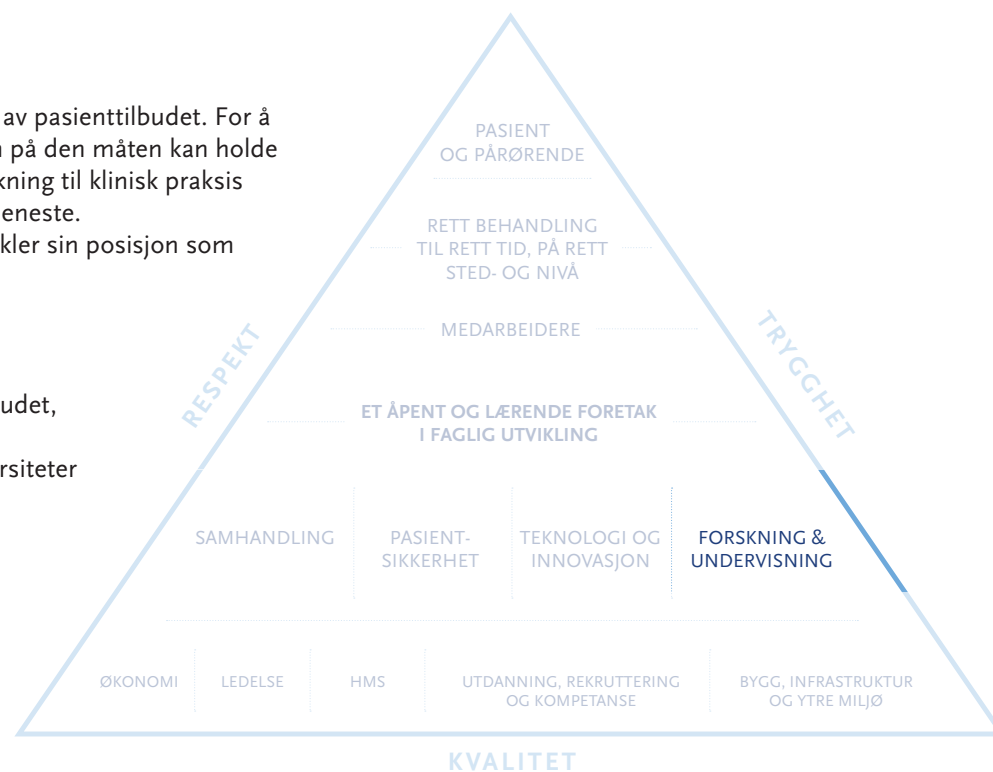 av pasienttilbudet. For å
på den måten kan holde
kning til klinisk praksis
eneste.
kler sin posisjon som
udet,
rsiteter
PASIENT
OG PÅRØRENDE
RETT BEHANDLING
TIL RETT TID, PÅ RETT
STED- OG NIVÅ
MEDARBEIDERE
RESPEKT
TRYGGHET
ET ÅPENT OG LÆRENDE FORETAK
I FAGLIG UTVIKLING
SAMHANDLING
PASIENT-
SIKKERHET
TEKNOLOGI OG
INNOVASJON
FORSKNING &
UNDERVISNING
ØKONOMI
LEDELSE
HMS
UTDANNING, REKRUTTERING
OG KOMPETANSE
BYGG, INFRASTRUKTUR
OG YTRE MILJØ
KVALITET